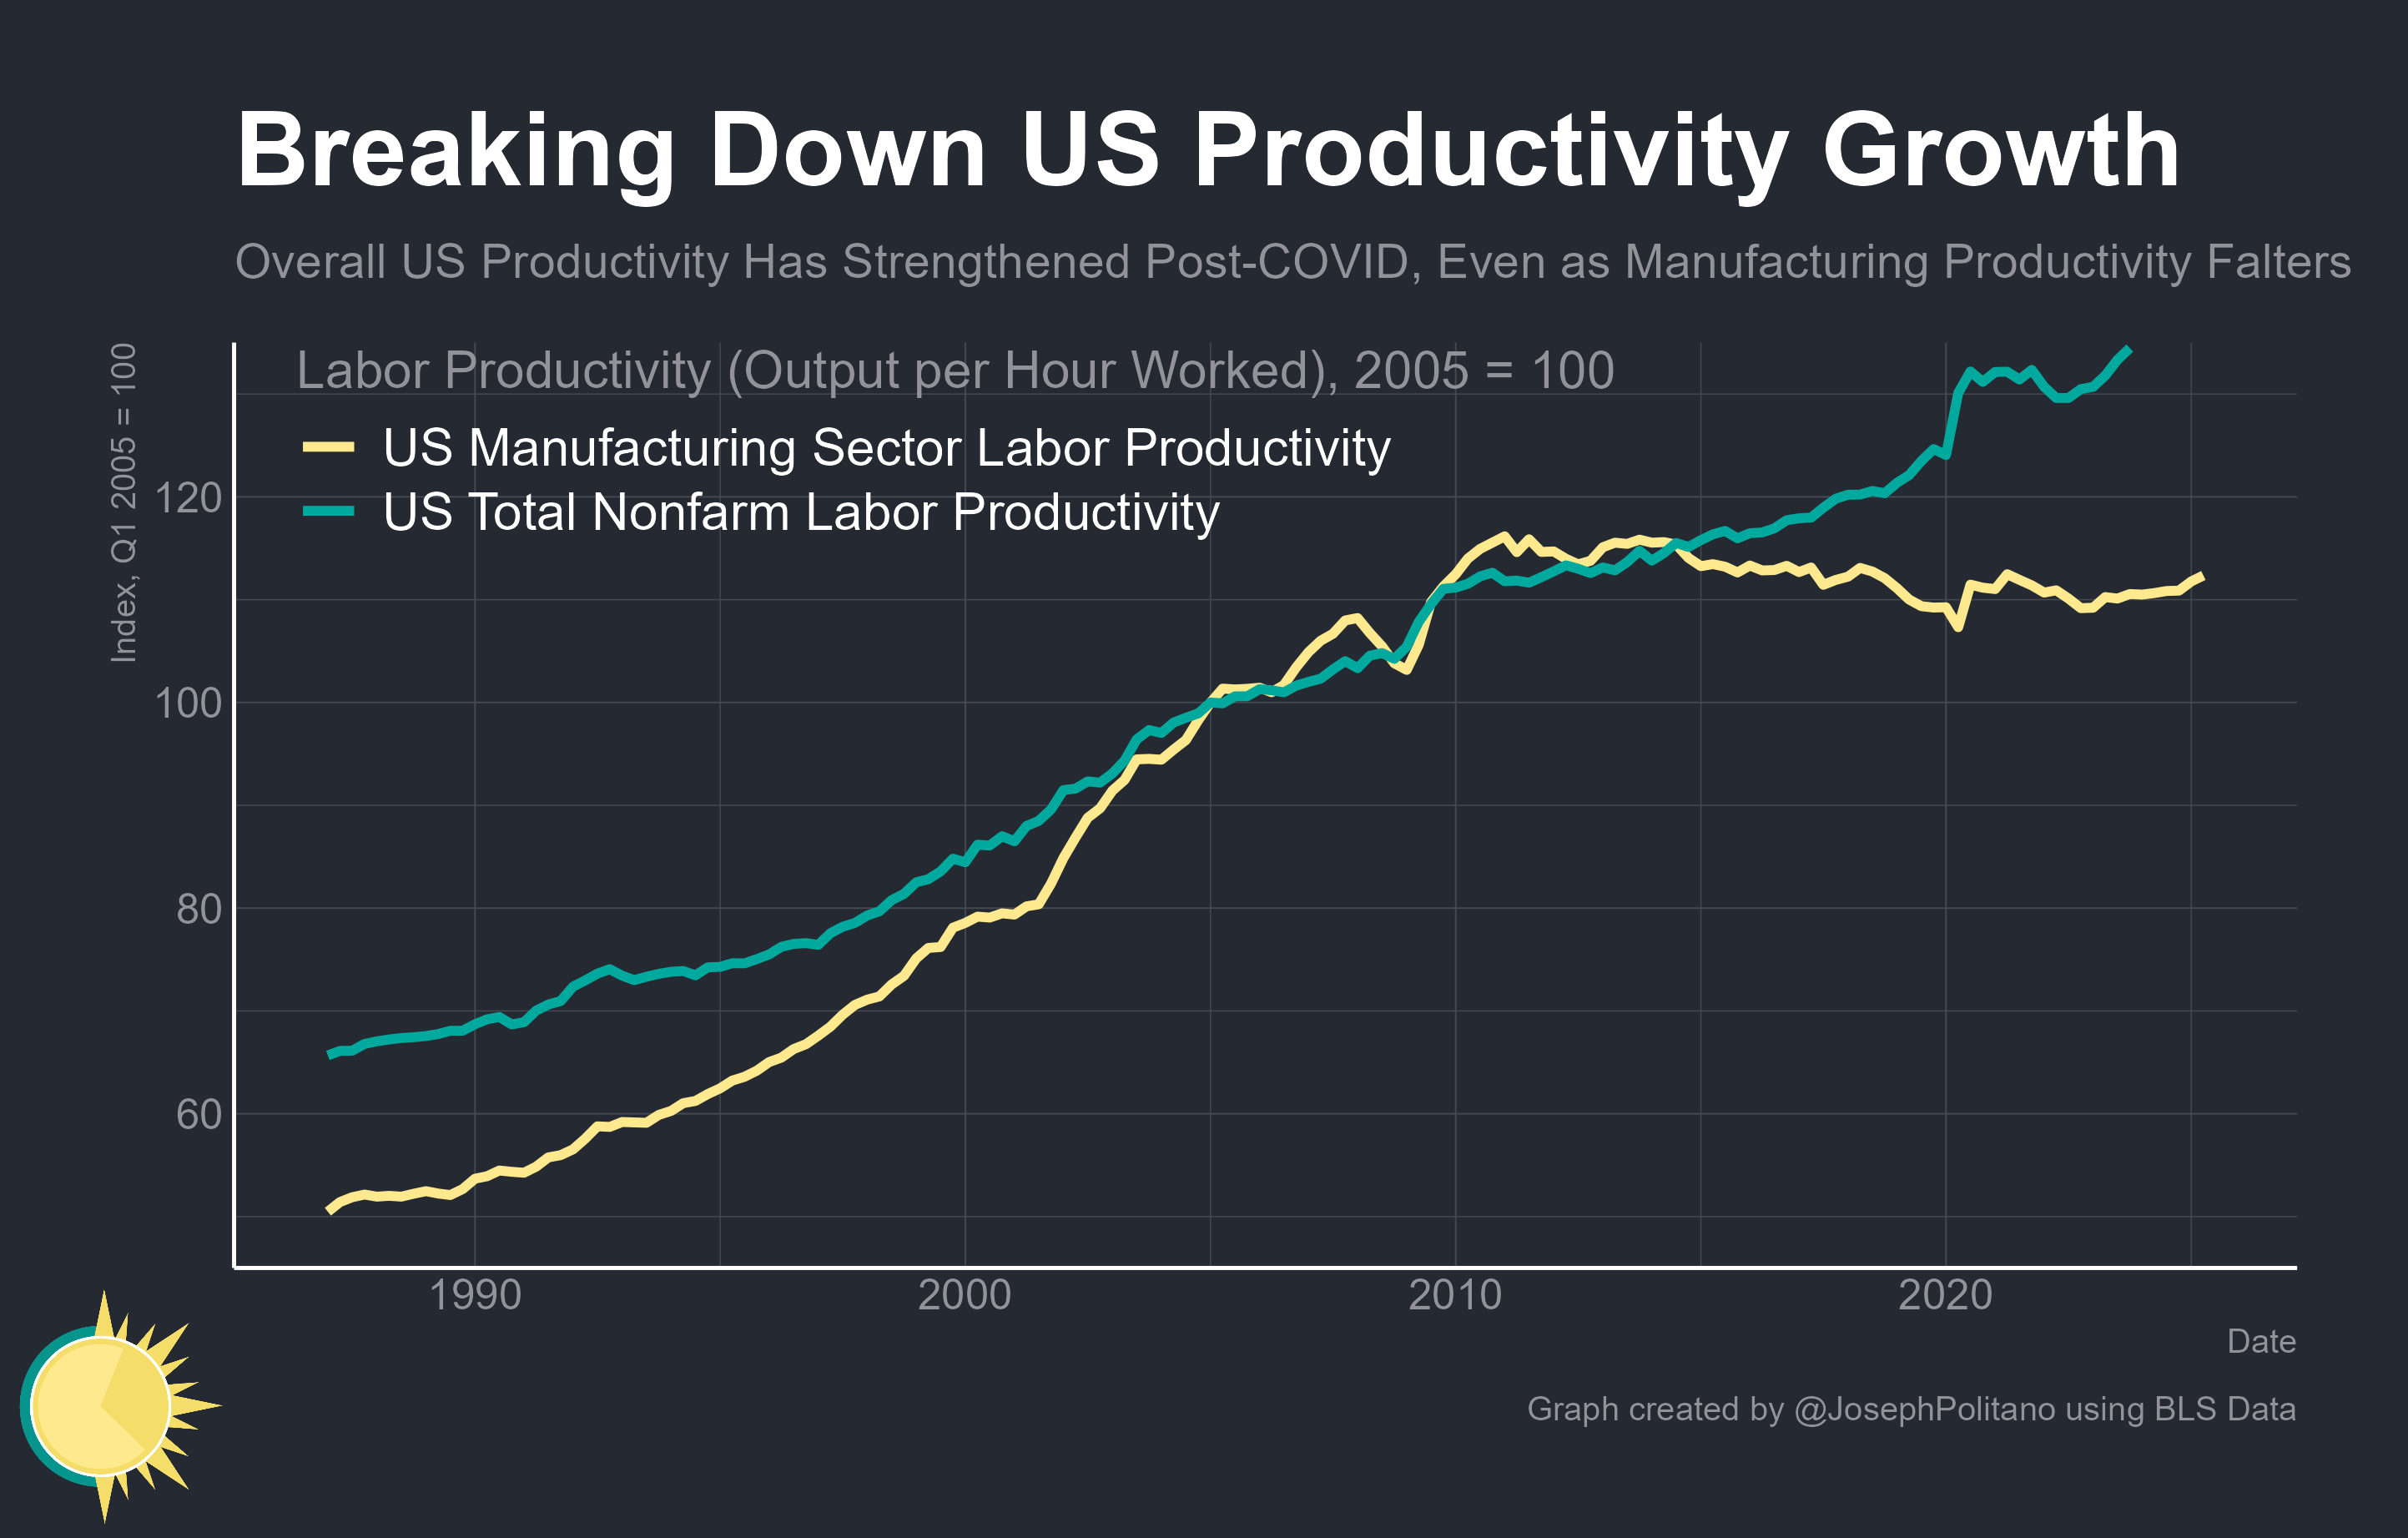 Breaking Down US Productivity Growth
Overall US Productivity Has Strengthened Post-COVID, Even as Manufacturing Productivity Falters
Index, Q1 2005 = 100
Labor Productivity (Output per Hour Worked), 2005 = 100
US Manufacturing Sector Labor Productivity
US Total Nonfarm Labor Productivity
120
100
80
60
1990 2000 2010 2020
Date
Graph created by @JosephPolitano using BLS Data